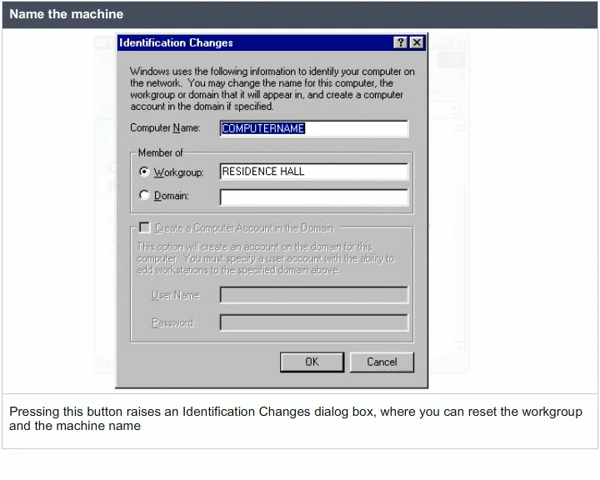 Name the machine
Identification Changes
Windows uses the following information to identify your computer on
the network. You may change the name for this computer, the
workgroup or domain that it will appear in, and create a computer
account in the domain if specified.
Computer Name: COMPUTERNAME
Member of
Workgroup: RESIDENCE HALL
Domain:
Create a Computer Account in the Domain
This option will create an account on the domain for this
computer. You must specify a user account with the ability to
add workstations to the specified domain above.
User Name:
Password:
OK Cancel
Pressing this button raises an Identification Changes dialog box, where you can reset the workgroup
and the machine name